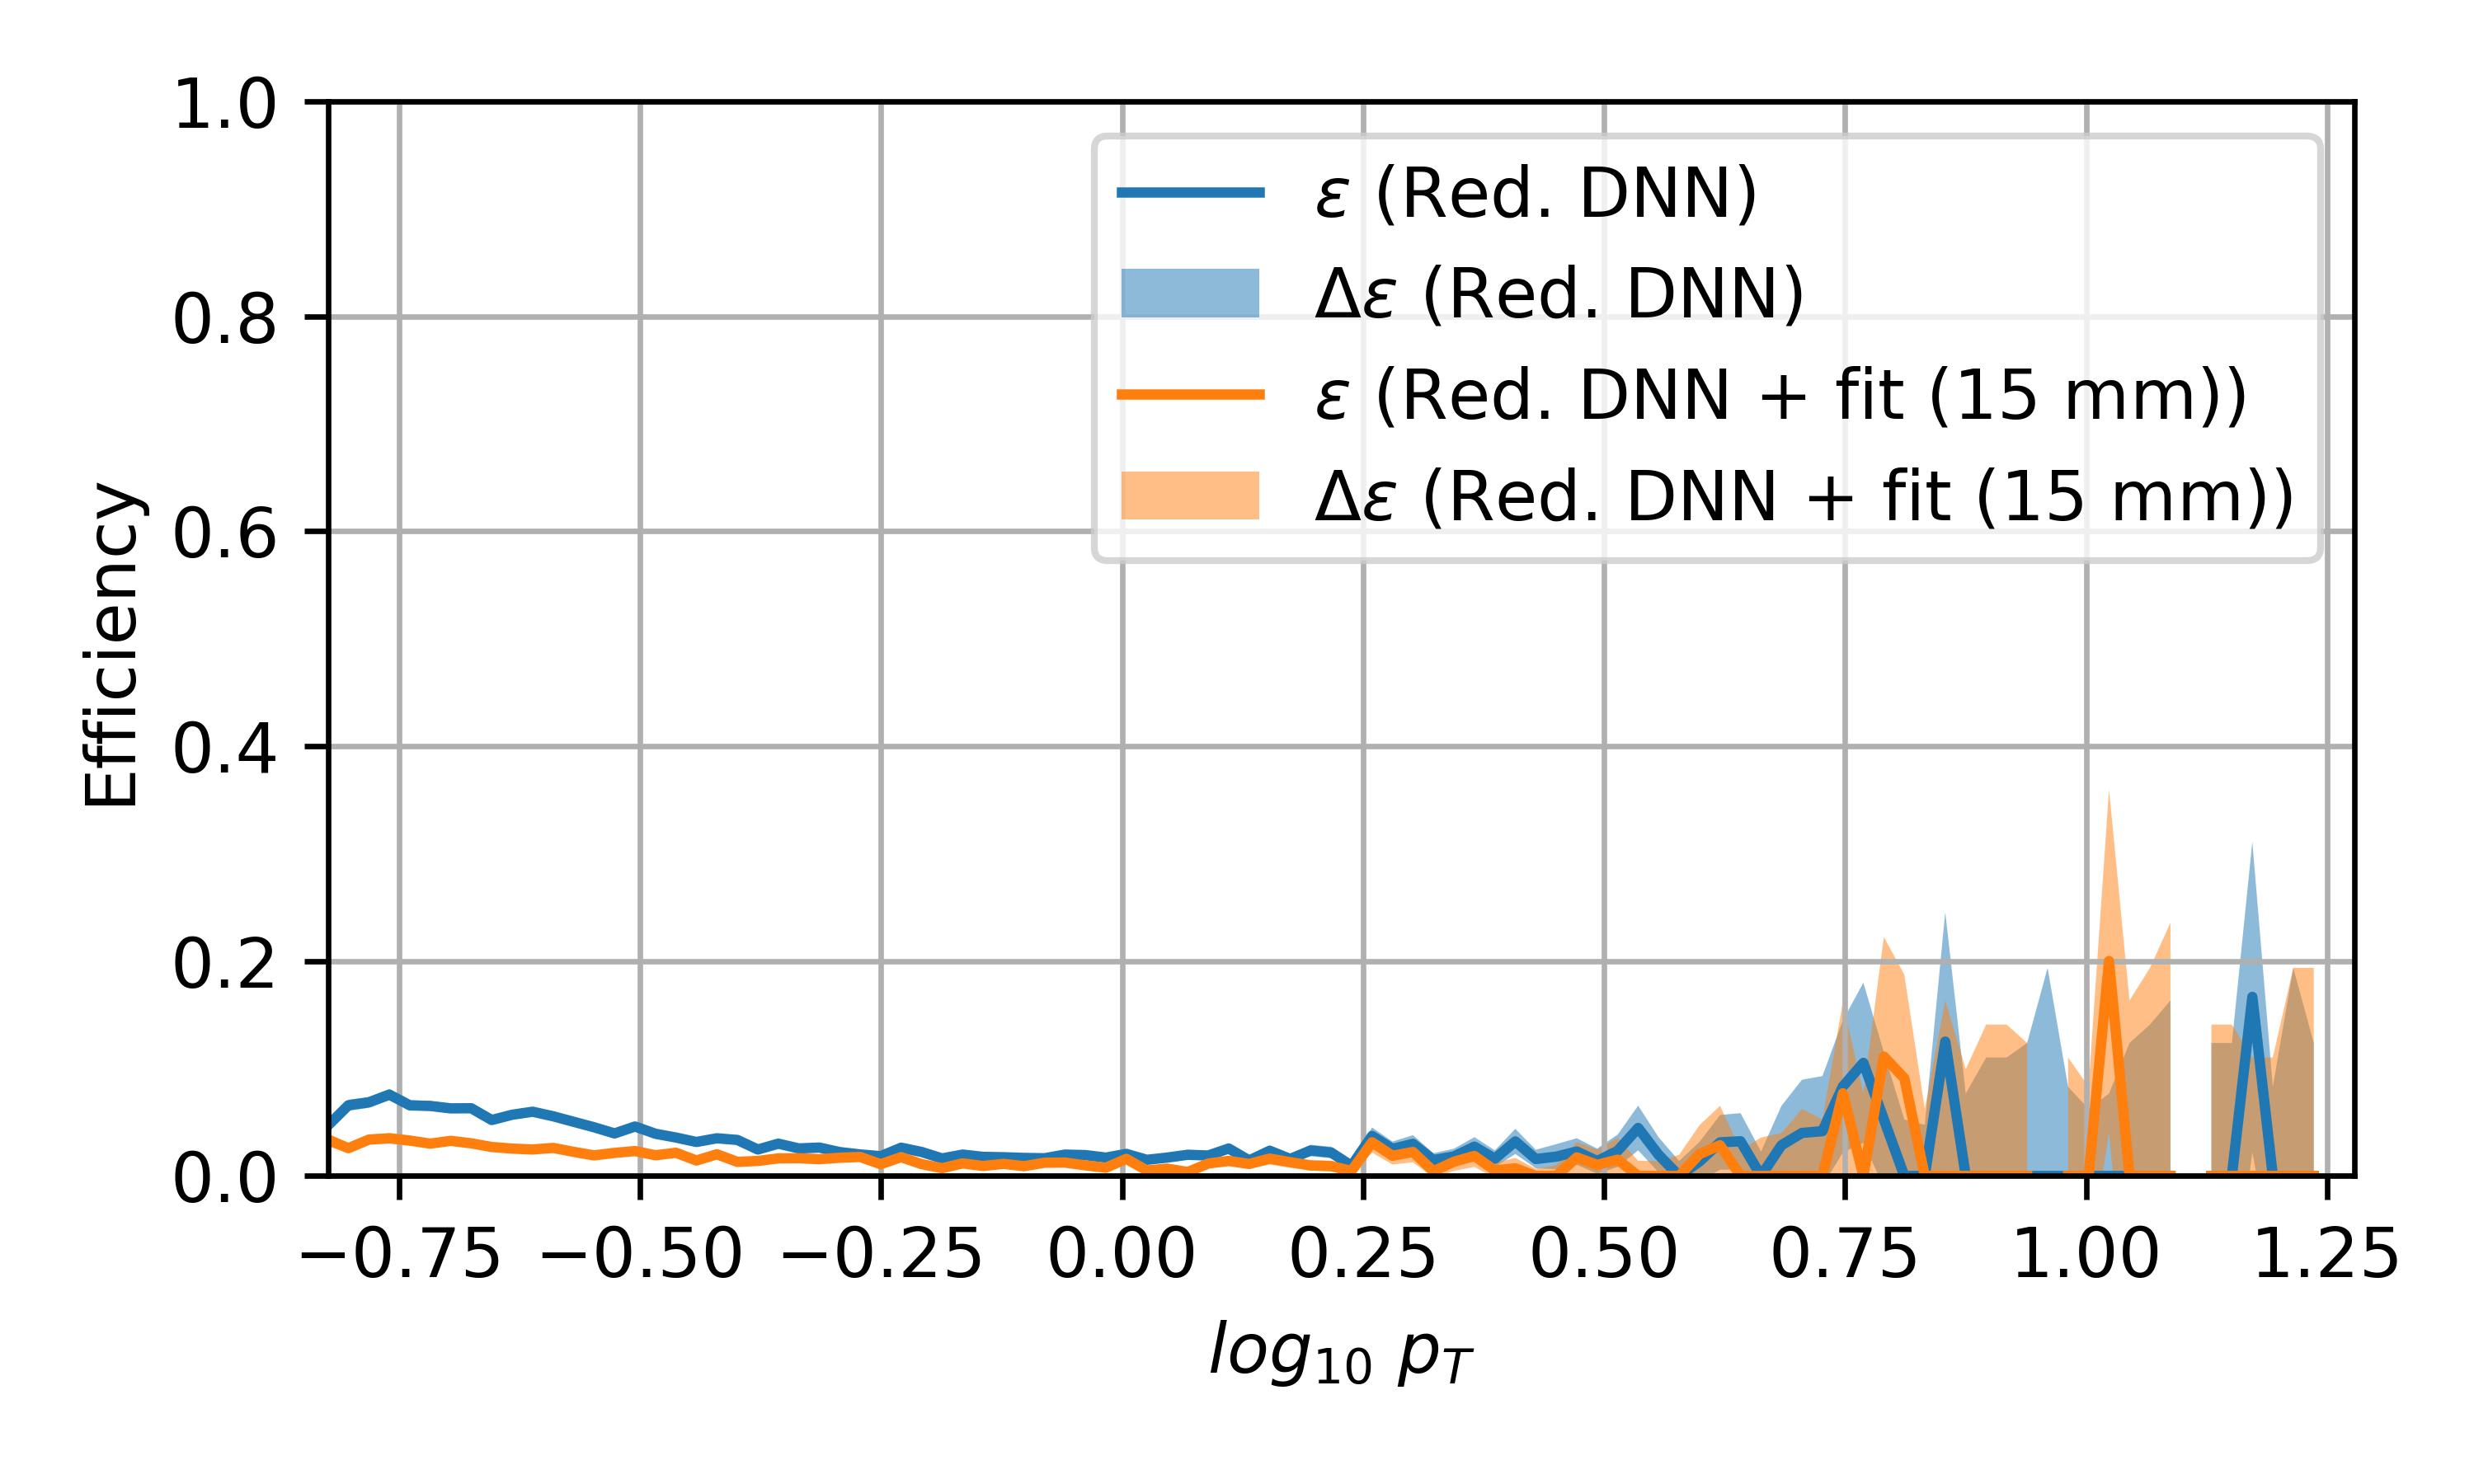 1.0
0.8
0.6
0.4
0.2
0.0
Efficiency
ε (Red. DNN)
Δε (Red. DNN)
ε (Red. DNN + fit (15 mm))
Δε (Red. DNN + fit (15 mm))
−0.75 −0.50 −0.25 0.00 0.25 0.50 0.75 1.00 1.25
log₁₀ p_T